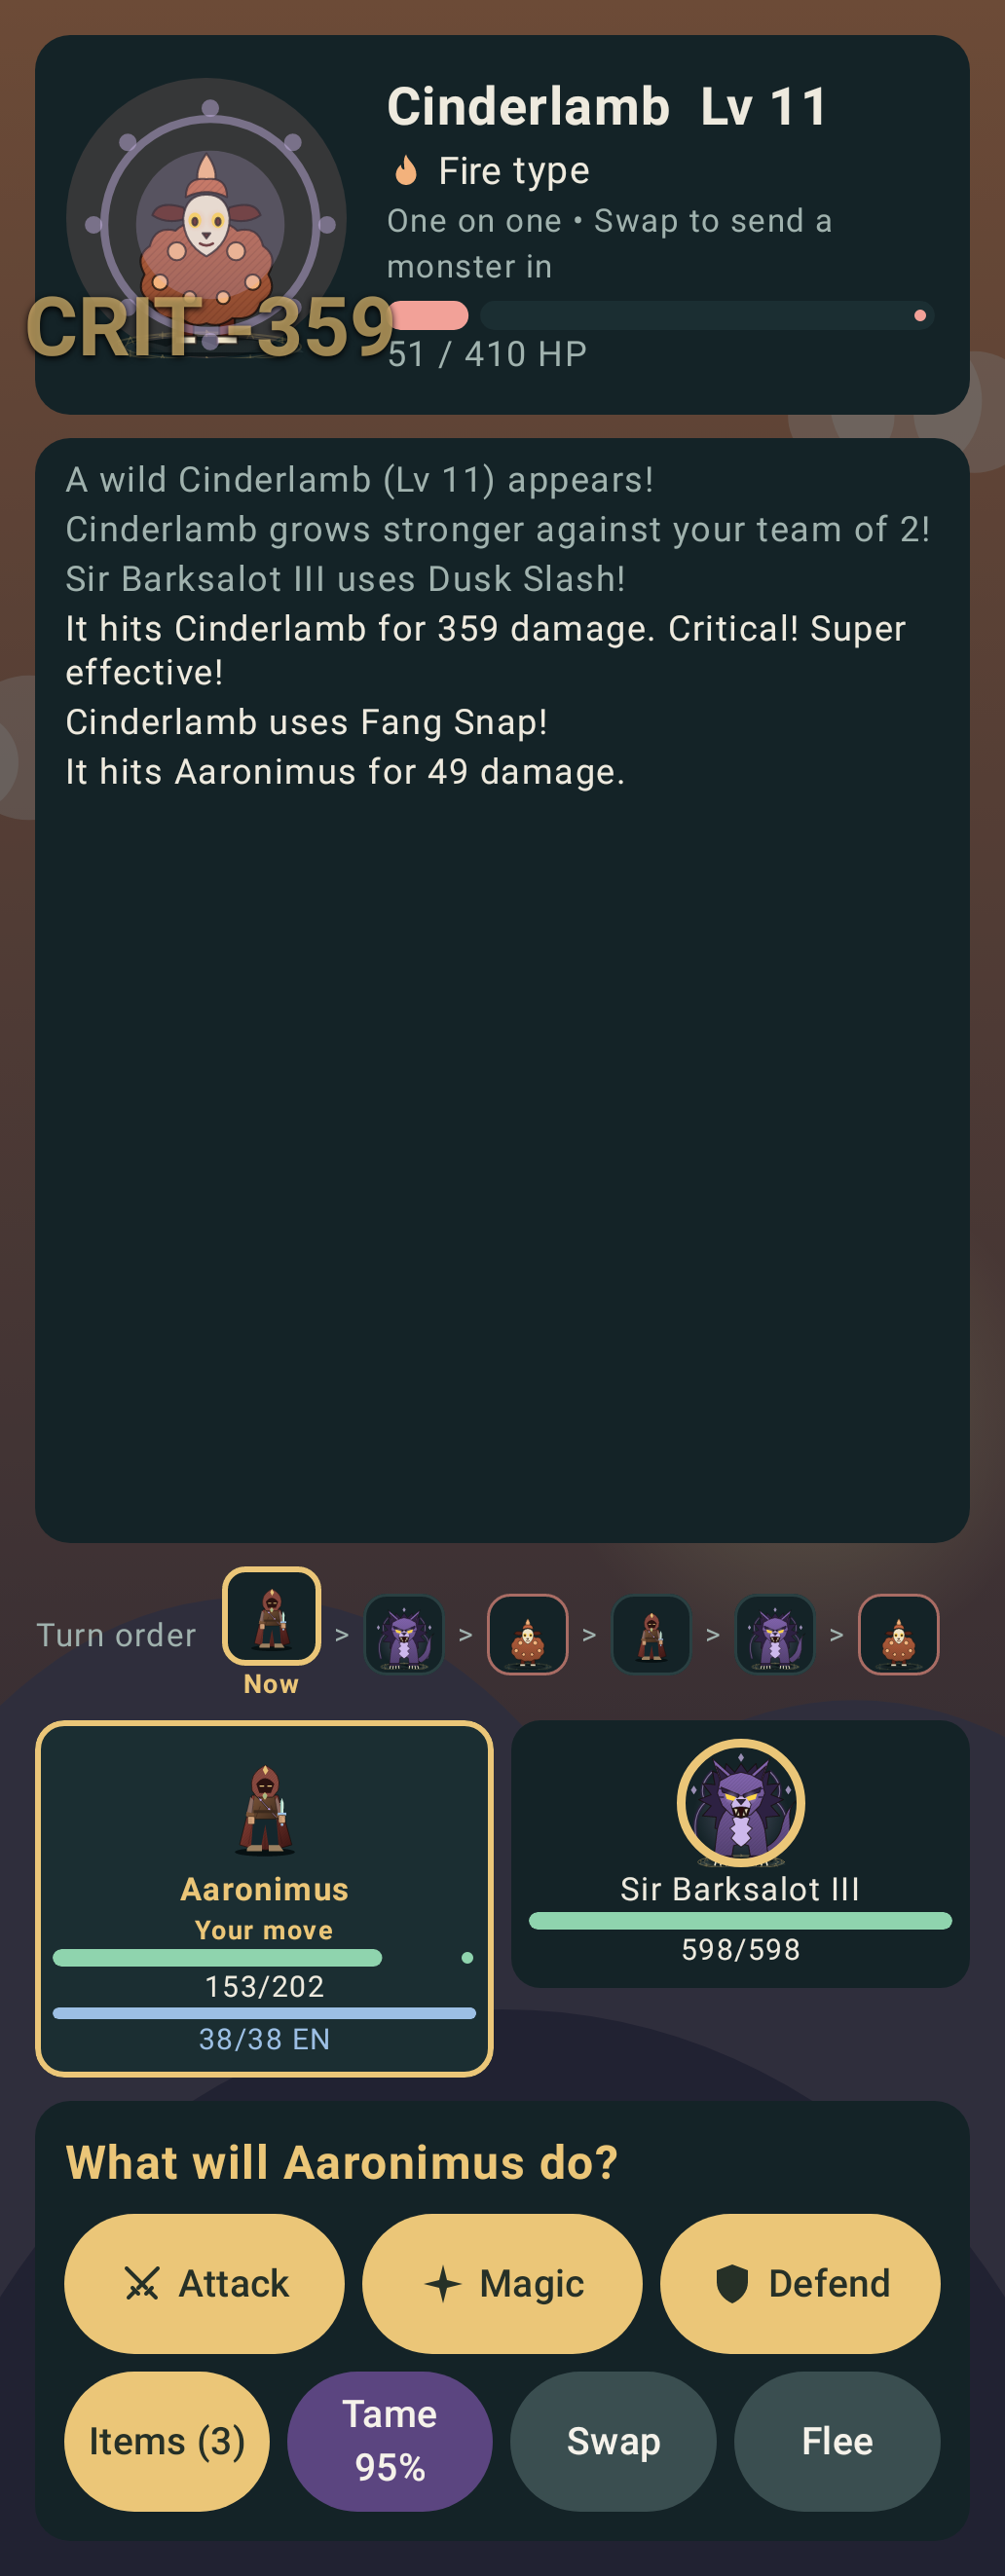 Cinderlamb Lv 11
Fire type
One on one • Swap to send a
monster in
CRIT -359
51 / 410 HP
A wild Cinderlamb (Lv 11) appears!
Cinderlamb grows stronger against your team of 2!
Sir Barksalot III uses Dusk Slash!
It hits Cinderlamb for 359 damage. Critical! Super
effective!
Cinderlamb uses Fang Snap!
It hits Aaronimus for 49 damage.
Turn order > > > > >
Now
Aaronimus
Your move
153/202
38/38 EN
Sir Barksalot III
598/598
What will Aaronimus do?
Attack Magic Defend
Items (3) Tame
95% Swap Flee